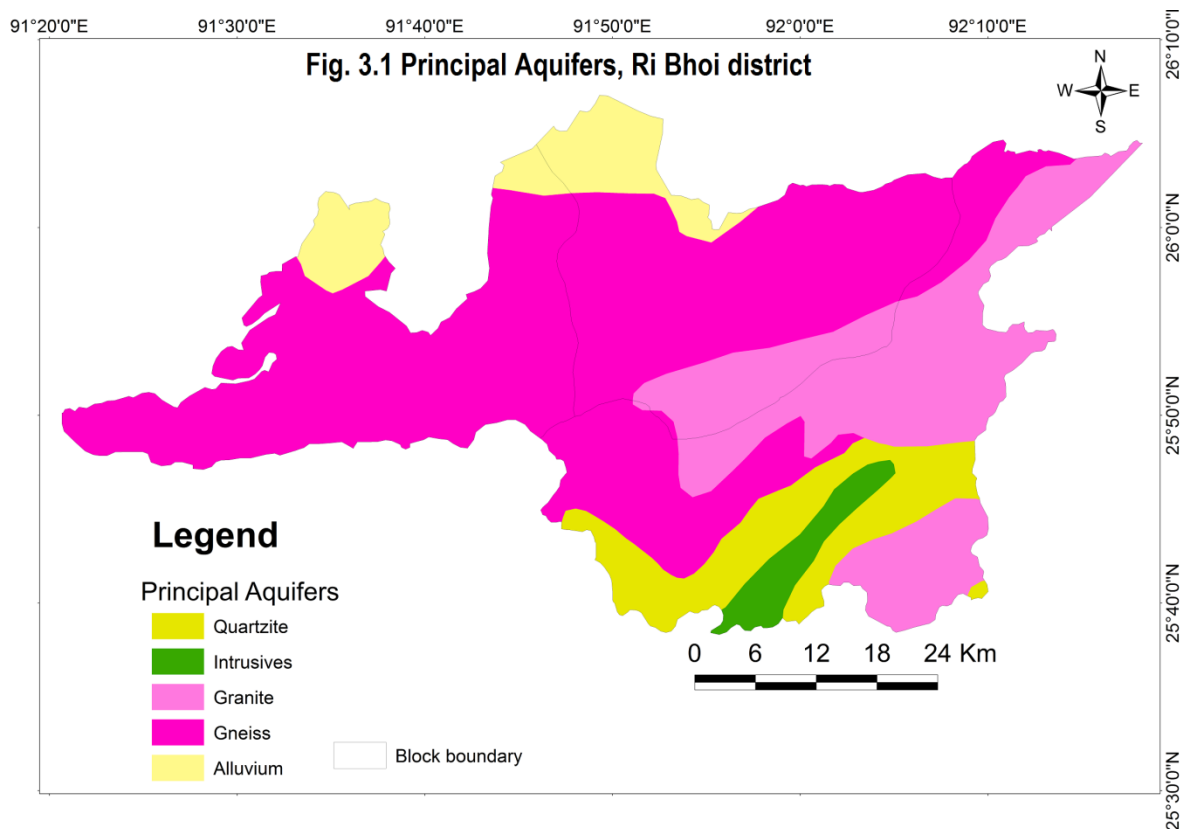 91°20'0"E 91°30'0"E 91°40'0"E 91°50'0"E 92°0'0"E 92°10'0"E
Fig. 3.1 Principal Aquifers, Ri Bhoi district
N
W E
S
26°10'0"I
26°0'0"N
25°50'0"N
25°40'0"N
25°30'0"N
Legend
Principal Aquifers
Quartzite
Intrusives
Granite
Gneiss
Alluvium
Block boundary
0 6 12 18 24 Km